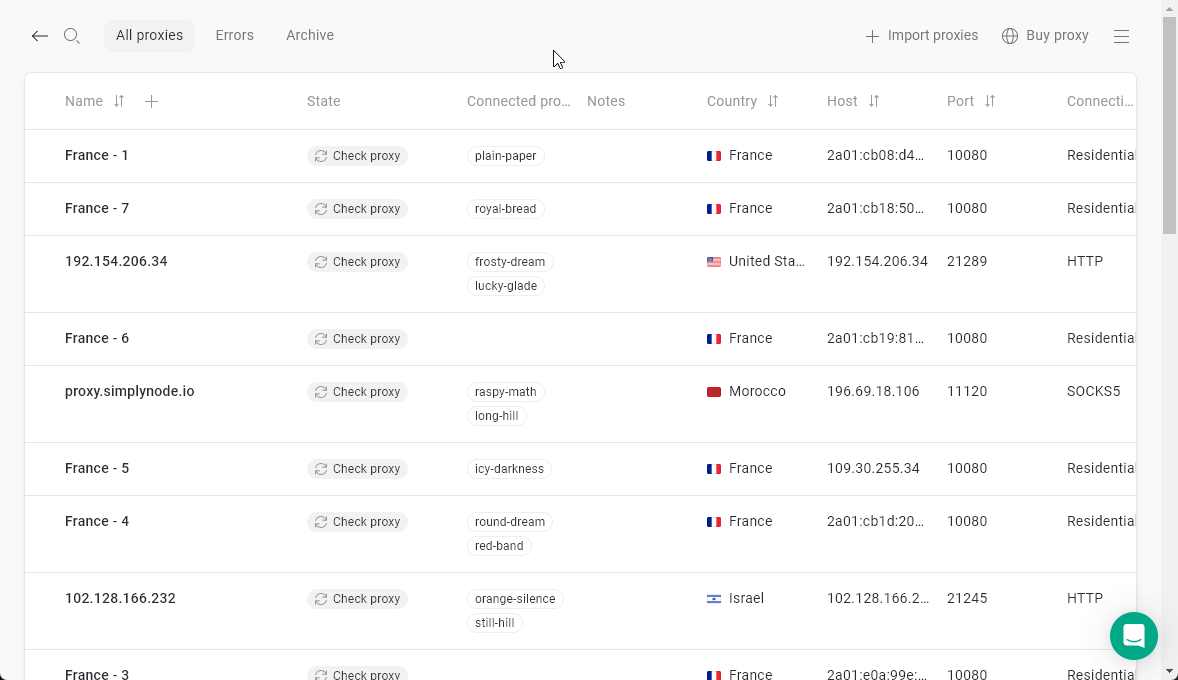 All proxies Errors Archive Import proxies Buy proxy
Name State Connected pro... Notes Country Host Port Connecti...
France - 1 Check proxy plain-paper France 2a01:cb08:d4... 10080 Residential
France - 7 Check proxy royal-bread France 2a01:cb18:50... 10080 Residential
192.154.206.34 Check proxy frosty-dream United Sta... 192.154.206.34 21289 HTTP
lucky-glade
France - 6 Check proxy France 2a01:cb19:81... 10080 Residential
proxy.simplynode.io Check proxy raspy-math Morocco 196.69.18.106 11120 SOCKS5
long-hill
France - 5 Check proxy icy-darkness France 109.30.255.34 10080 Residential
France - 4 Check proxy round-dream France 2a01:cb1d:20... 10080 Residential
red-band
102.128.166.232 Check proxy orange-silence Israel 102.128.166.2... 21245 HTTP
still-hill
France - 3 Check proxy France 2a01:e0a:99e:... 10080 Residential